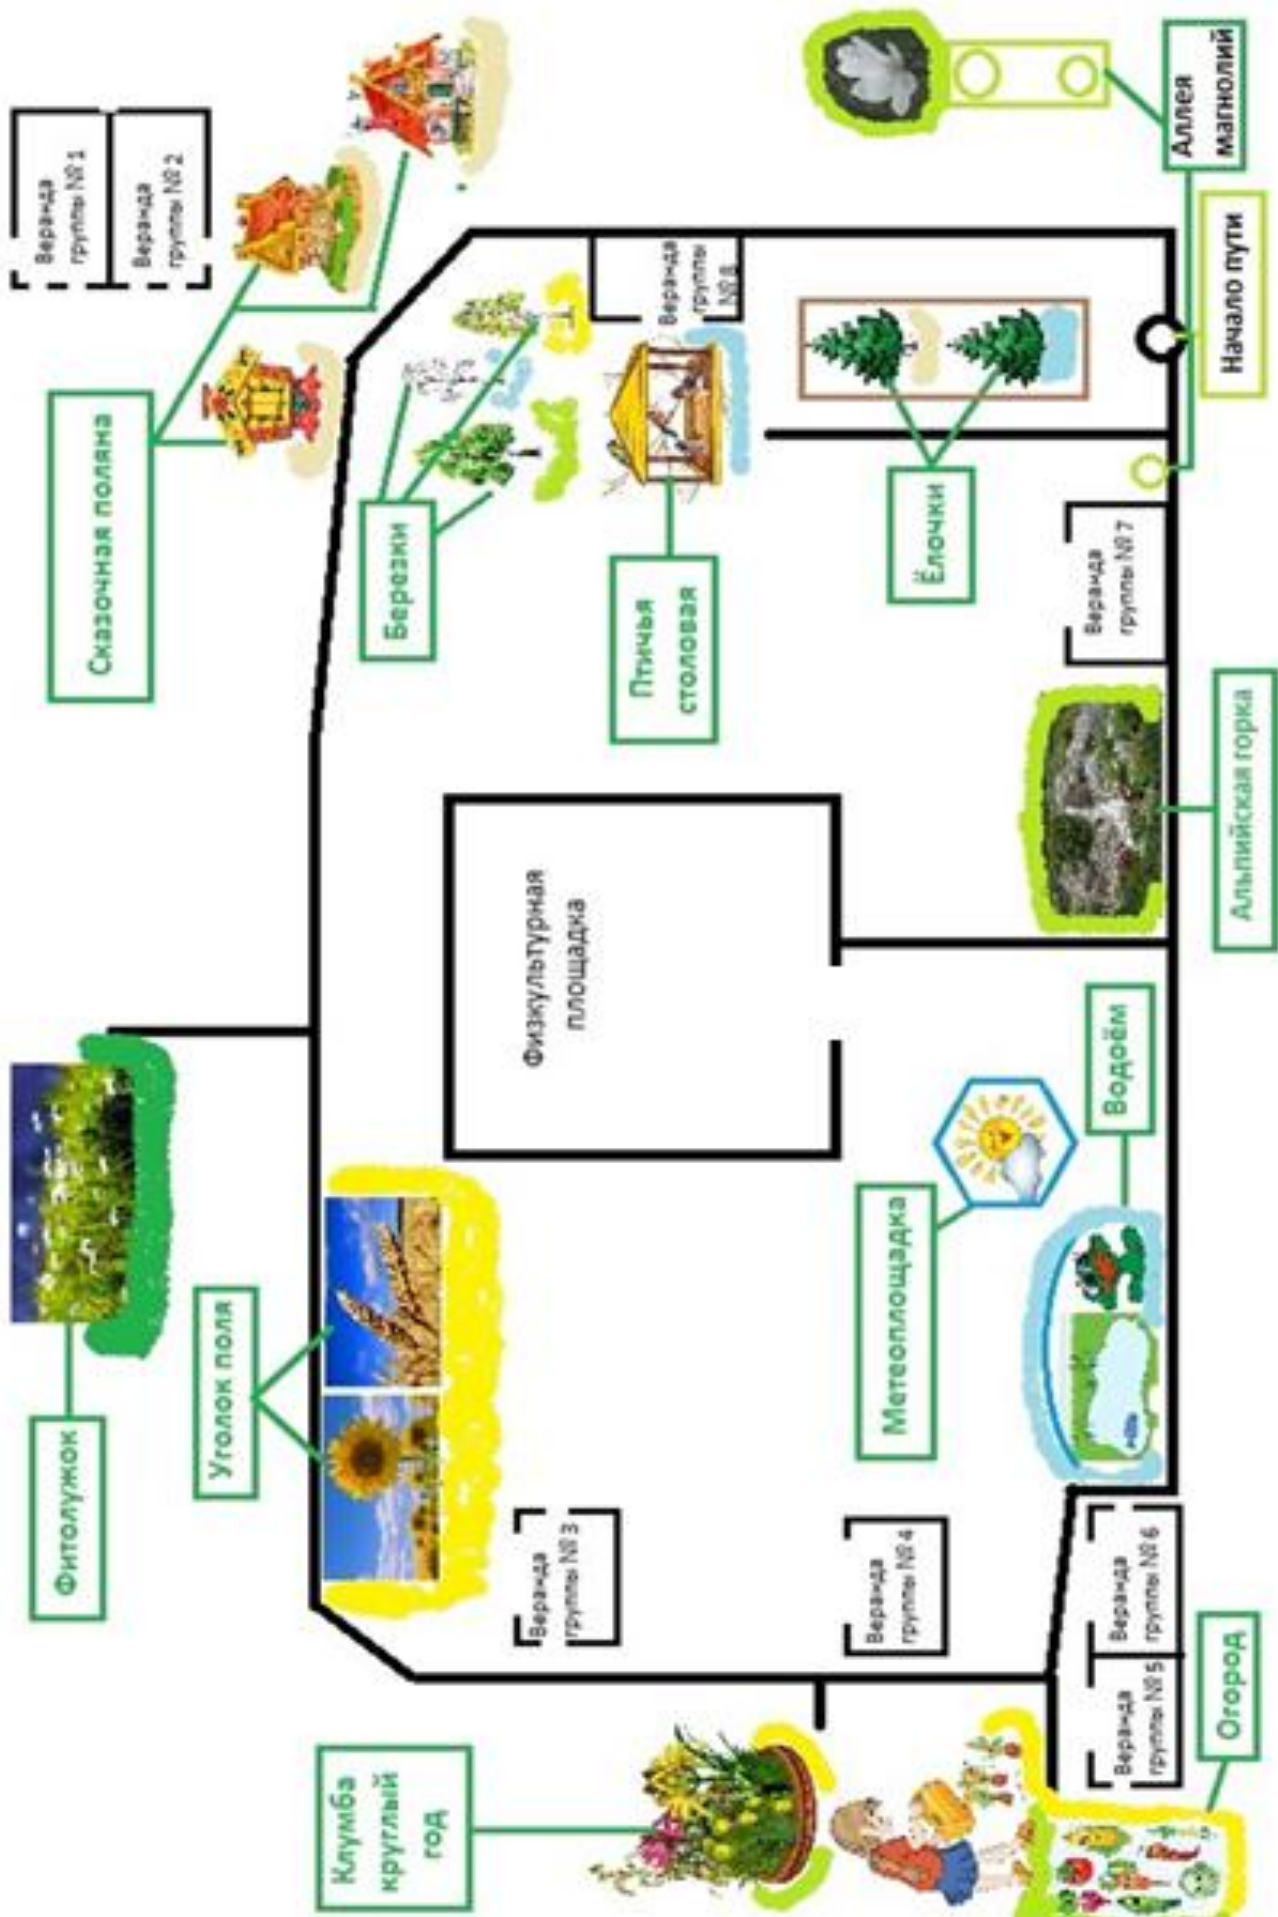 Фитолужок
Сказочная поляна
Веранда
группы № 1
Веранда
группы № 2
Уголок поля
Клумба
круглый
год
Березки
Веранда
группы № 3
Физкультурная
площадка
Птичья
столовая
Веранда
группы
№ 8
Веранда
группы № 4
Метеоплощадка
Ёлочки
Веранда
группы № 5
Веранда
группы № 6
Водоём
Веранда
группы № 7
Огород
Альпийская горка
Начало пути
Аллея
магнолий